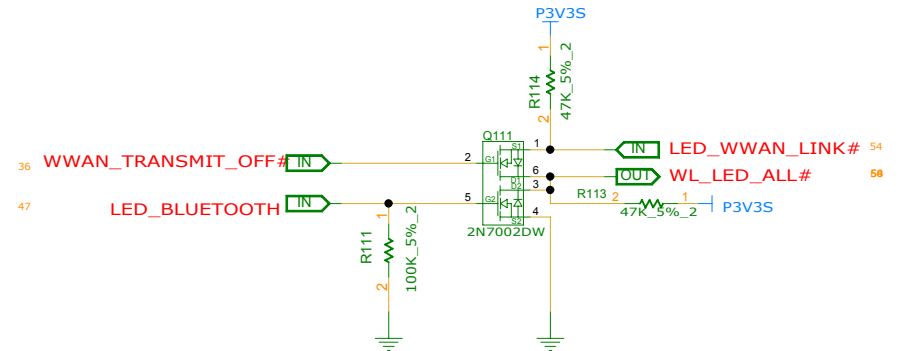 P3V3S
1
R114
47K_5%_2
2
Q111
S1
1
IN
LED_WWAN_LINK#
54
36
WWAN_TRANSMIT_OFF#
IN
2
G1
6
D1
OUT
WL_LED_ALL#
D2
3
R113
2
1
47K_5%_2
P3V3S
47
LED_BLUETOOTH
IN
5
G2
4
S2
2N7002DW
1
R111
100K_5%_2
2